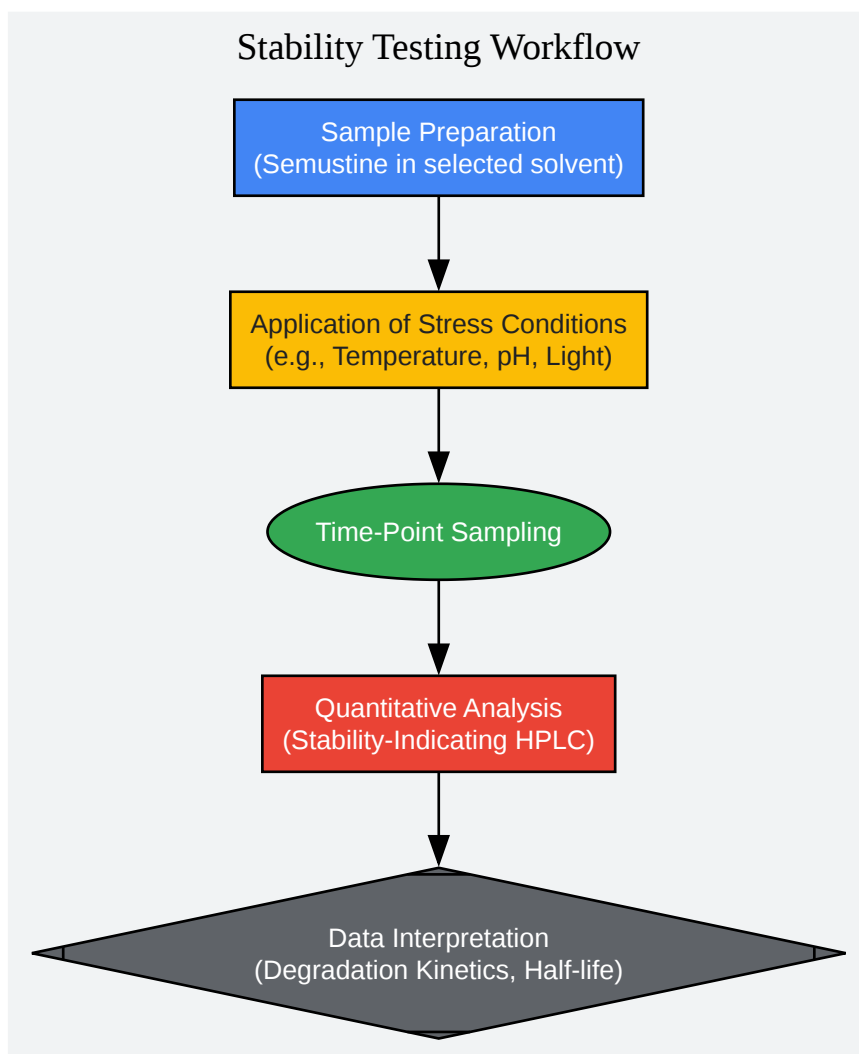 Stability Testing Workflow
Sample Preparation
(Semustine in selected solvent)
Application of Stress Conditions
(e.g., Temperature, pH, Light)
Time-Point Sampling
Quantitative Analysis
(Stability-Indicating HPLC)
Data Interpretation
(Degradation Kinetics, Half-life)